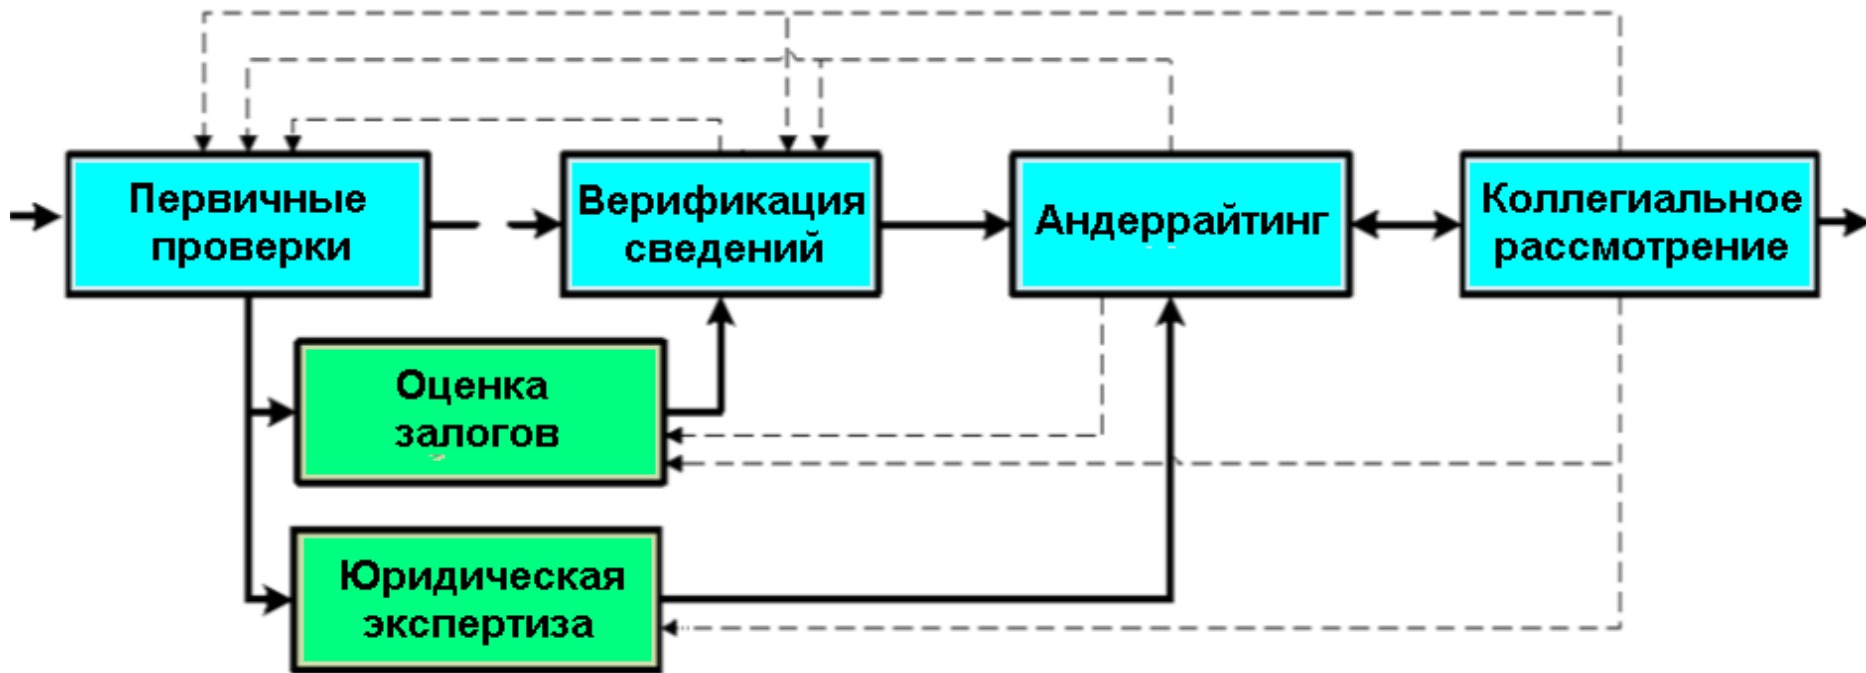 Первичные
проверки
Верификация
сведений
Андеррайтинг
Коллегиальное
рассмотрение
Оценка
залогов
Юридическая
экспертиза